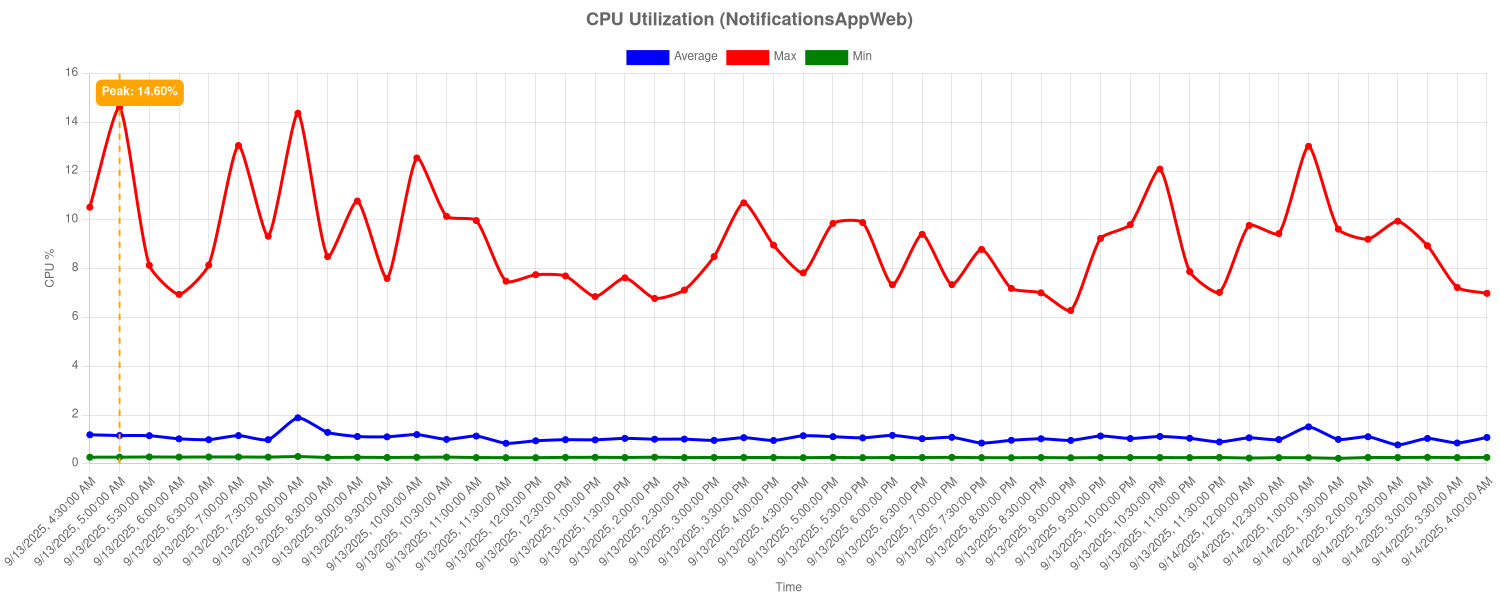 CPU Utilization (NotificationsAppWeb)
Average
Max
Min
Peak: 14.60%
16
14
12
10
8
6
4
2
0
CPU %
9/13/2025, 4:30:00 AM
9/13/2025, 5:00:00 AM
9/13/2025, 5:30:00 AM
9/13/2025, 6:00:00 AM
9/13/2025, 6:30:00 AM
9/13/2025, 7:00:00 AM
9/13/2025, 7:30:00 AM
9/13/2025, 8:00:00 AM
9/13/2025, 8:30:00 AM
9/13/2025, 9:00:00 AM
9/13/2025, 9:30:00 AM
9/13/2025, 10:00:00 AM
9/13/2025, 10:30:00 AM
9/13/2025, 11:00:00 AM
9/13/2025, 11:30:00 AM
9/13/2025, 12:00:00 PM
9/13/2025, 12:30:00 PM
9/13/2025, 1:00:00 PM
9/13/2025, 1:30:00 PM
9/13/2025, 2:00:00 PM
9/13/2025, 2:30:00 PM
9/13/2025, 3:00:00 PM
9/13/2025, 3:30:00 PM
9/13/2025, 4:00:00 PM
9/13/2025, 4:30:00 PM
9/13/2025, 5:00:00 PM
9/13/2025, 5:30:00 PM
9/13/2025, 6:00:00 PM
9/13/2025, 6:30:00 PM
9/13/2025, 7:00:00 PM
9/13/2025, 7:30:00 PM
9/13/2025, 8:00:00 PM
9/13/2025, 8:30:00 PM
9/13/2025, 9:00:00 PM
9/13/2025, 9:30:00 PM
9/13/2025, 10:00:00 PM
9/13/2025, 10:30:00 PM
9/13/2025, 11:00:00 PM
9/13/2025, 11:30:00 PM
9/14/2025, 12:00:00 AM
9/14/2025, 12:30:00 AM
9/14/2025, 1:00:00 AM
9/14/2025, 1:30:00 AM
9/14/2025, 2:00:00 AM
9/14/2025, 2:30:00 AM
9/14/2025, 3:00:00 AM
9/14/2025, 3:30:00 AM
9/14/2025, 4:00:00 AM
Time